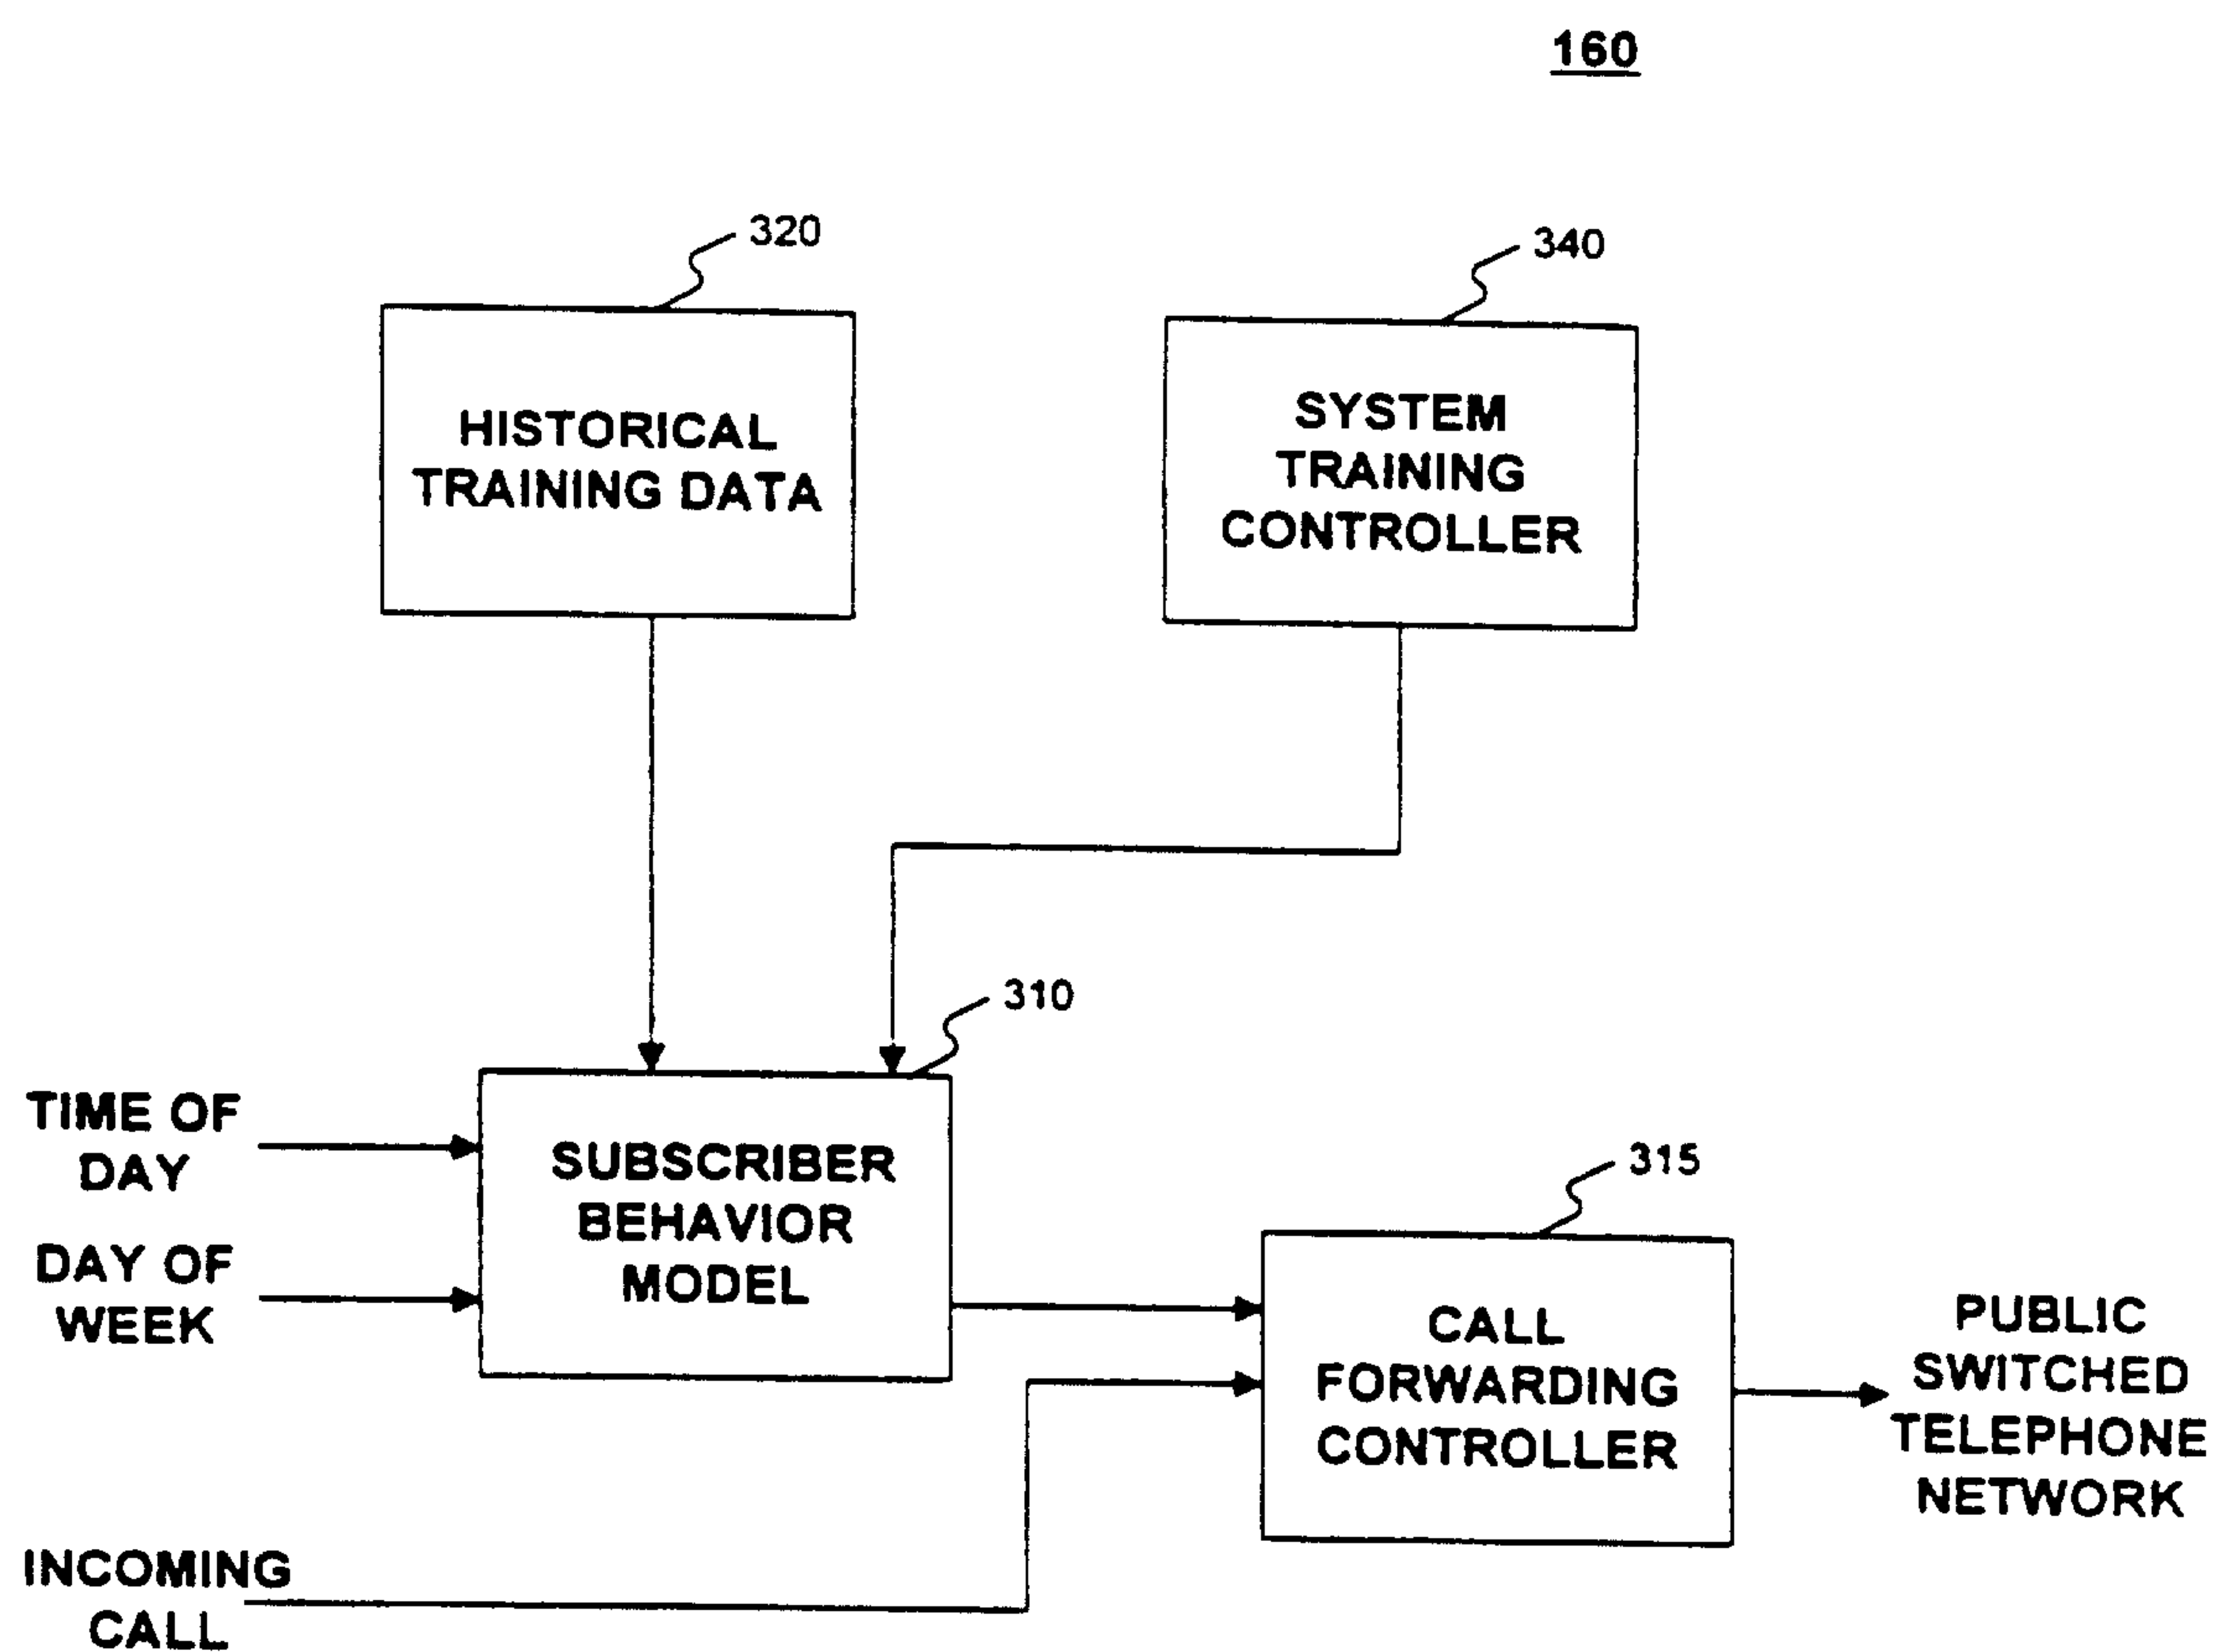 160
320
340
HISTORICAL
TRAINING DATA
SYSTEM
TRAINING
CONTROLLER
310
TIME OF
DAY
DAY OF
WEEK
SUBSCRIBER
BEHAVIOR
MODEL
315
CALL
FORWARDING
CONTROLLER
PUBLIC
SWITCHED
TELEPHONE
NETWORK
INCOMING
CALL